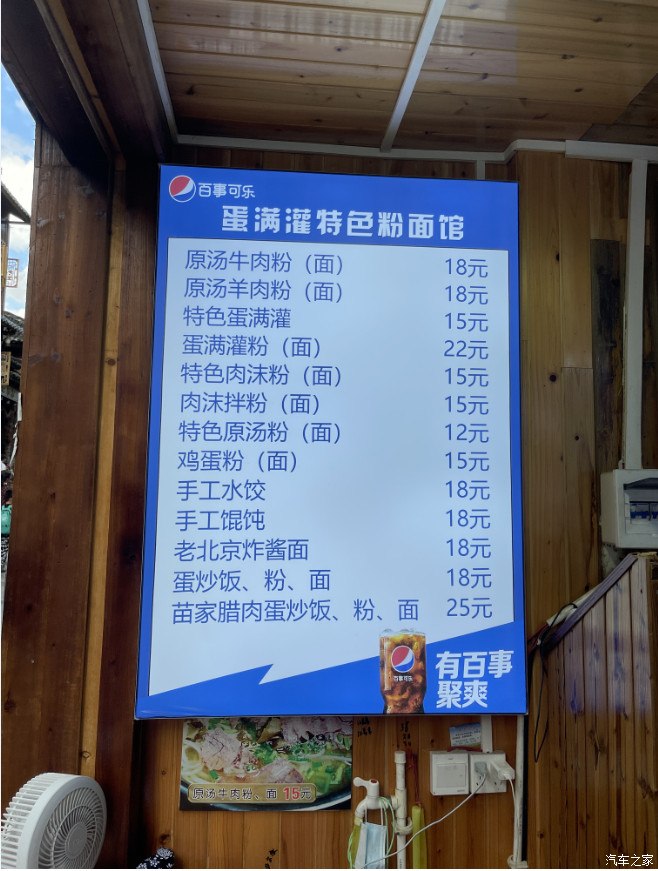 百事可乐
蛋满灌特色粉面馆
原汤牛肉粉（面） 18元
原汤羊肉粉（面） 18元
特色蛋满灌 15元
蛋满灌粉（面） 22元
特色肉沫粉（面） 15元
肉沫拌粉（面） 15元
特色原汤粉（面） 12元
鸡蛋粉（面） 15元
手工水饺 18元
手工馄饨 18元
老北京炸酱面 18元
蛋炒饭、粉、面 18元
苗家腊肉蛋炒饭、粉、面 25元
百事可乐
有百事
聚爽
原汤牛肉粉、面 15元
汽车之家